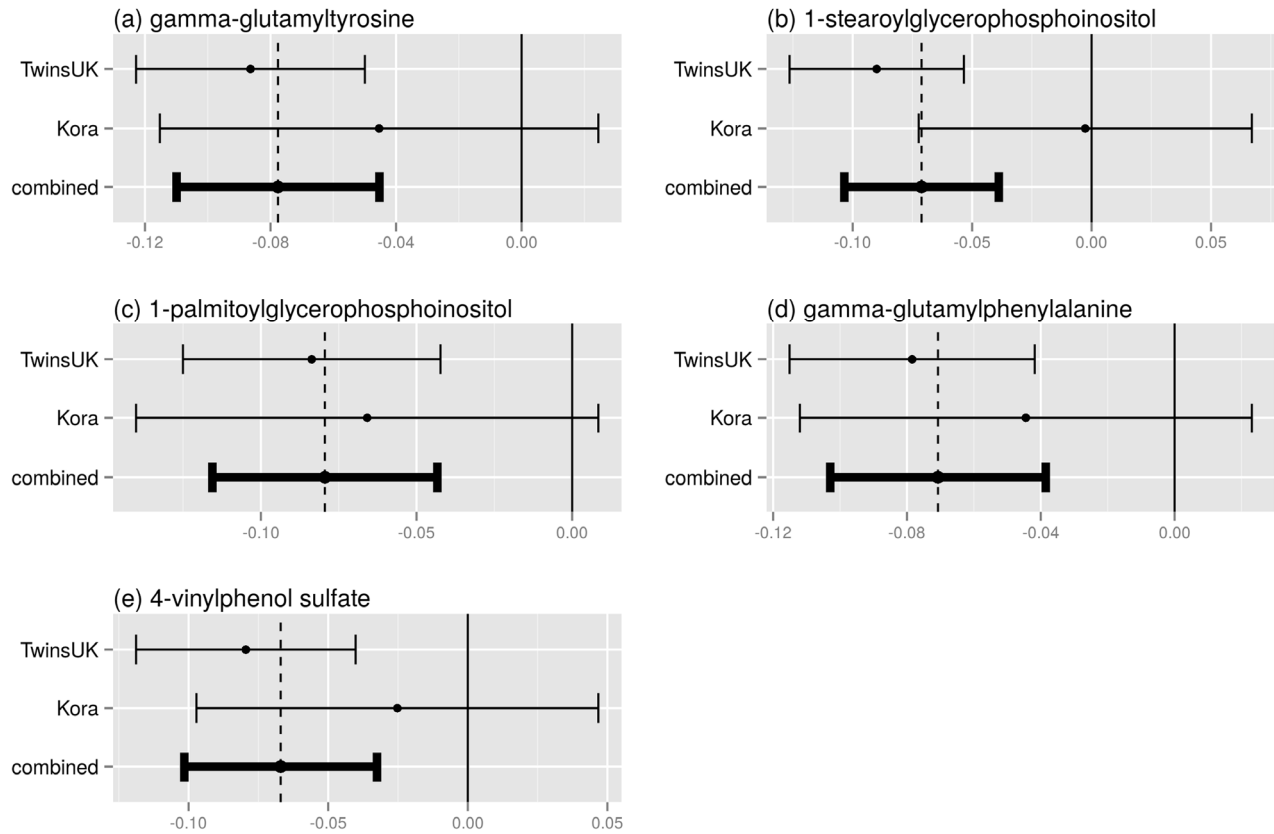 (a) gamma-glutamyltyrosine
TwinsUK
Kora
combined
-0.12 -0.08 -0.04 0.00
(b) 1-stearoylglycerophosphoinositol
TwinsUK
Kora
combined
-0.10 -0.05 0.00 0.05
(c) 1-palmitoylglycerophosphoinositol
TwinsUK
Kora
combined
-0.10 -0.05 0.00
(d) gamma-glutamylphenylalanine
TwinsUK
Kora
combined
-0.12 -0.08 -0.04 0.00
(e) 4-vinylphenol sulfate
TwinsUK
Kora
combined
-0.10 -0.05 0.00 0.05